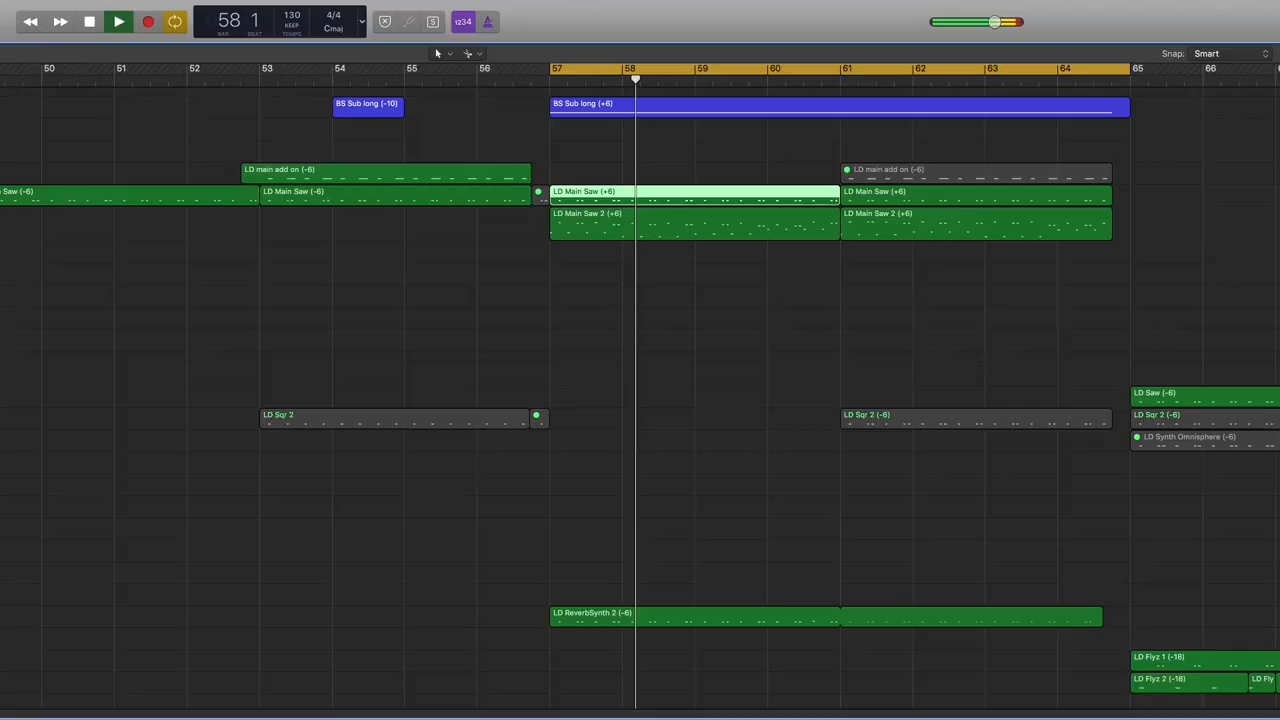 58 1 130 4/4
KEEP Cmaj
BAR BEAT TEMPO
S 1234
Snap: Smart
50 51 52 53 54 55 56 57 58 59 60 61 62 63 64 65 66
BS Sub long (-10) BS Sub long (+6)
LD main add on (-6) LD main add on (-6)
Saw (-6) LD Main Saw (-6) LD Main Saw (+6) LD Main Saw (+6)
LD Main Saw 2 (+6) LD Main Saw 2 (+6)
LD Saw (-6)
LD Sqr 2 LD Sqr 2 (-6) LD Sqr 2 (-6)
LD Synth Omnisphere (-6)
LD ReverbSynth 2 (-6)
LD Flyz 1 (-18)
LD Flyz 2 (-18) LD Fly